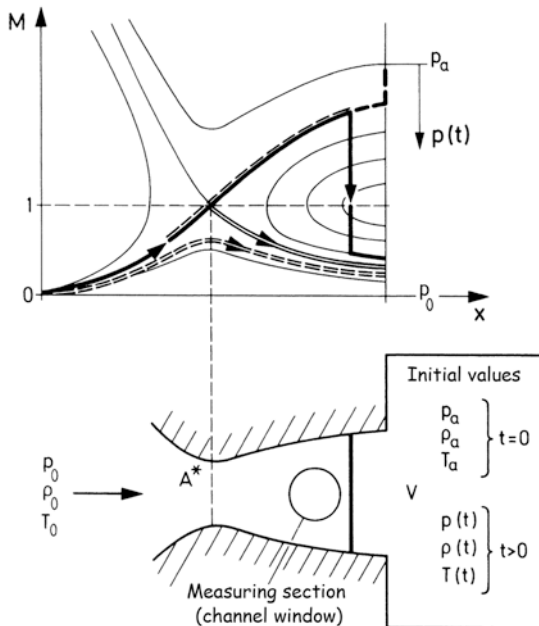 M
pₐ
p(t)
1
0
p₀
x
Initial values
pₐ
ρₐ
Tₐ
t=0
p₀
ρ₀
T₀
A*
V
p(t)
ρ(t)
T(t)
t>0
Measuring section
(channel window)